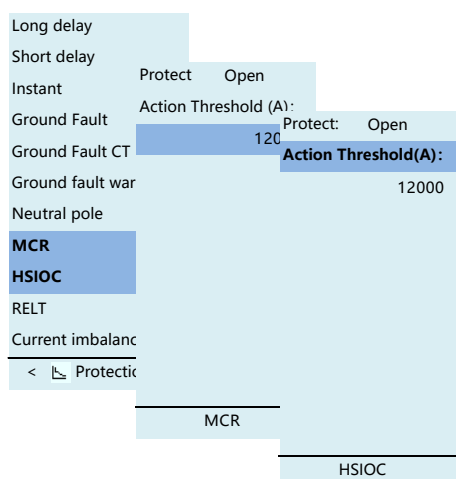 Long delay
Short delay
Instant
Ground Fault
Ground Fault CT
Ground fault war
Neutral pole
MCR
HSIOC
RELT
Current imbalanc
< Protectic
Protect Open
Action Threshold (A):
120
MCR
Protect: Open
Action Threshold(A):
12000
HSIOC